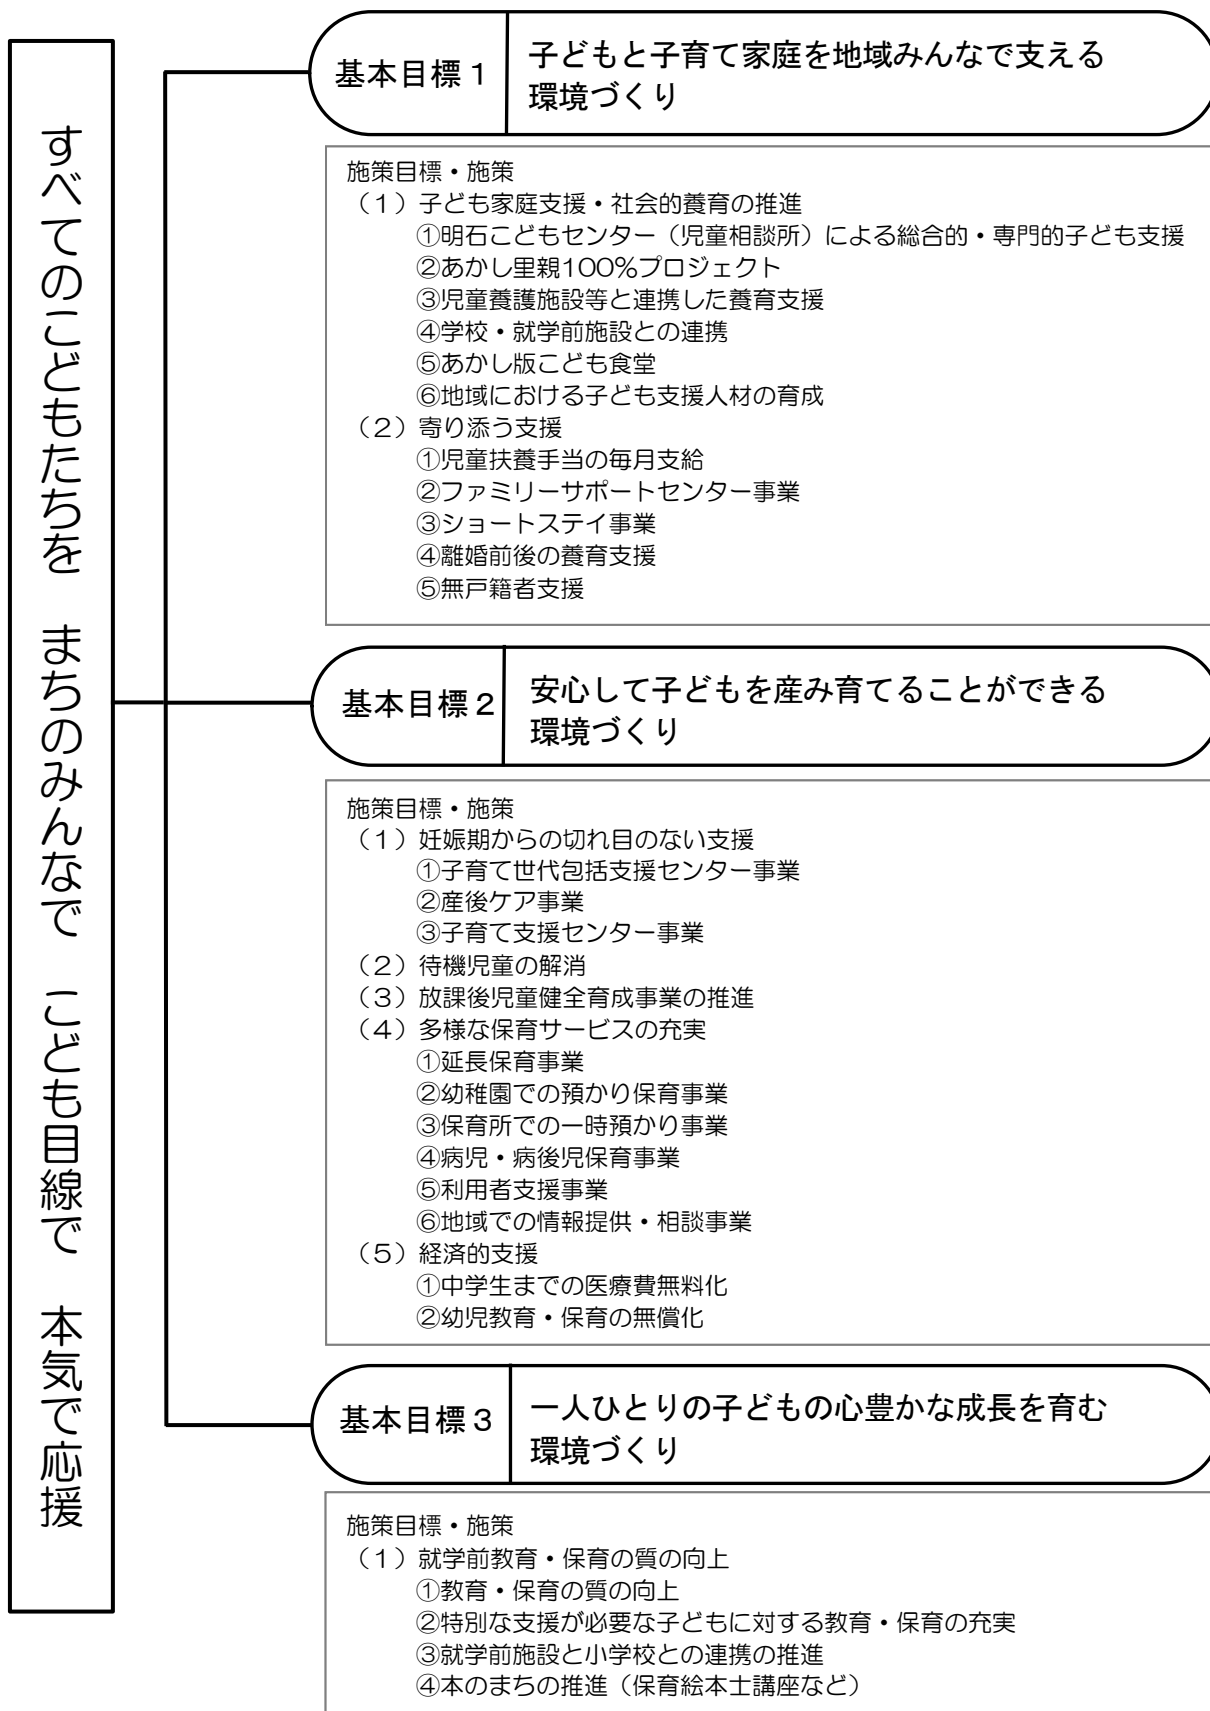 すべてのこどもたちを　まちのみんなで　こども目線で　本気で応援
基本目標１
子どもと子育て家庭を地域みんなで支える
環境づくり
施策目標・施策
（１）子ども家庭支援・社会的養育の推進
①明石こどもセンター（児童相談所）による総合的・専門的子ども支援
②あかし里親100％プロジェクト
③児童養護施設等と連携した養育支援
④学校・就学前施設との連携
⑤あかし版こども食堂
⑥地域における子ども支援人材の育成
（２）寄り添う支援
①児童扶養手当の毎月支給
②ファミリーサポートセンター事業
③ショートステイ事業
④離婚前後の養育支援
⑤無戸籍者支援
基本目標２
安心して子どもを産み育てることができる
環境づくり
施策目標・施策
（１）妊娠期からの切れ目のない支援
①子育て世代包括支援センター事業
②産後ケア事業
③子育て支援センター事業
（２）待機児童の解消
（３）放課後児童健全育成事業の推進
（４）多様な保育サービスの充実
①延長保育事業
②幼稚園での預かり保育事業
③保育所での一時預かり事業
④病児・病後児保育事業
⑤利用者支援事業
⑥地域での情報提供・相談事業
（５）経済的支援
①中学生までの医療費無料化
②幼児教育・保育の無償化
基本目標３
一人ひとりの子どもの心豊かな成長を育む
環境づくり
施策目標・施策
（１）就学前教育・保育の質の向上
①教育・保育の質の向上
②特別な支援が必要な子どもに対する教育・保育の充実
③就学前施設と小学校との連携の推進
④本のまちの推進（保育絵本士講座など）